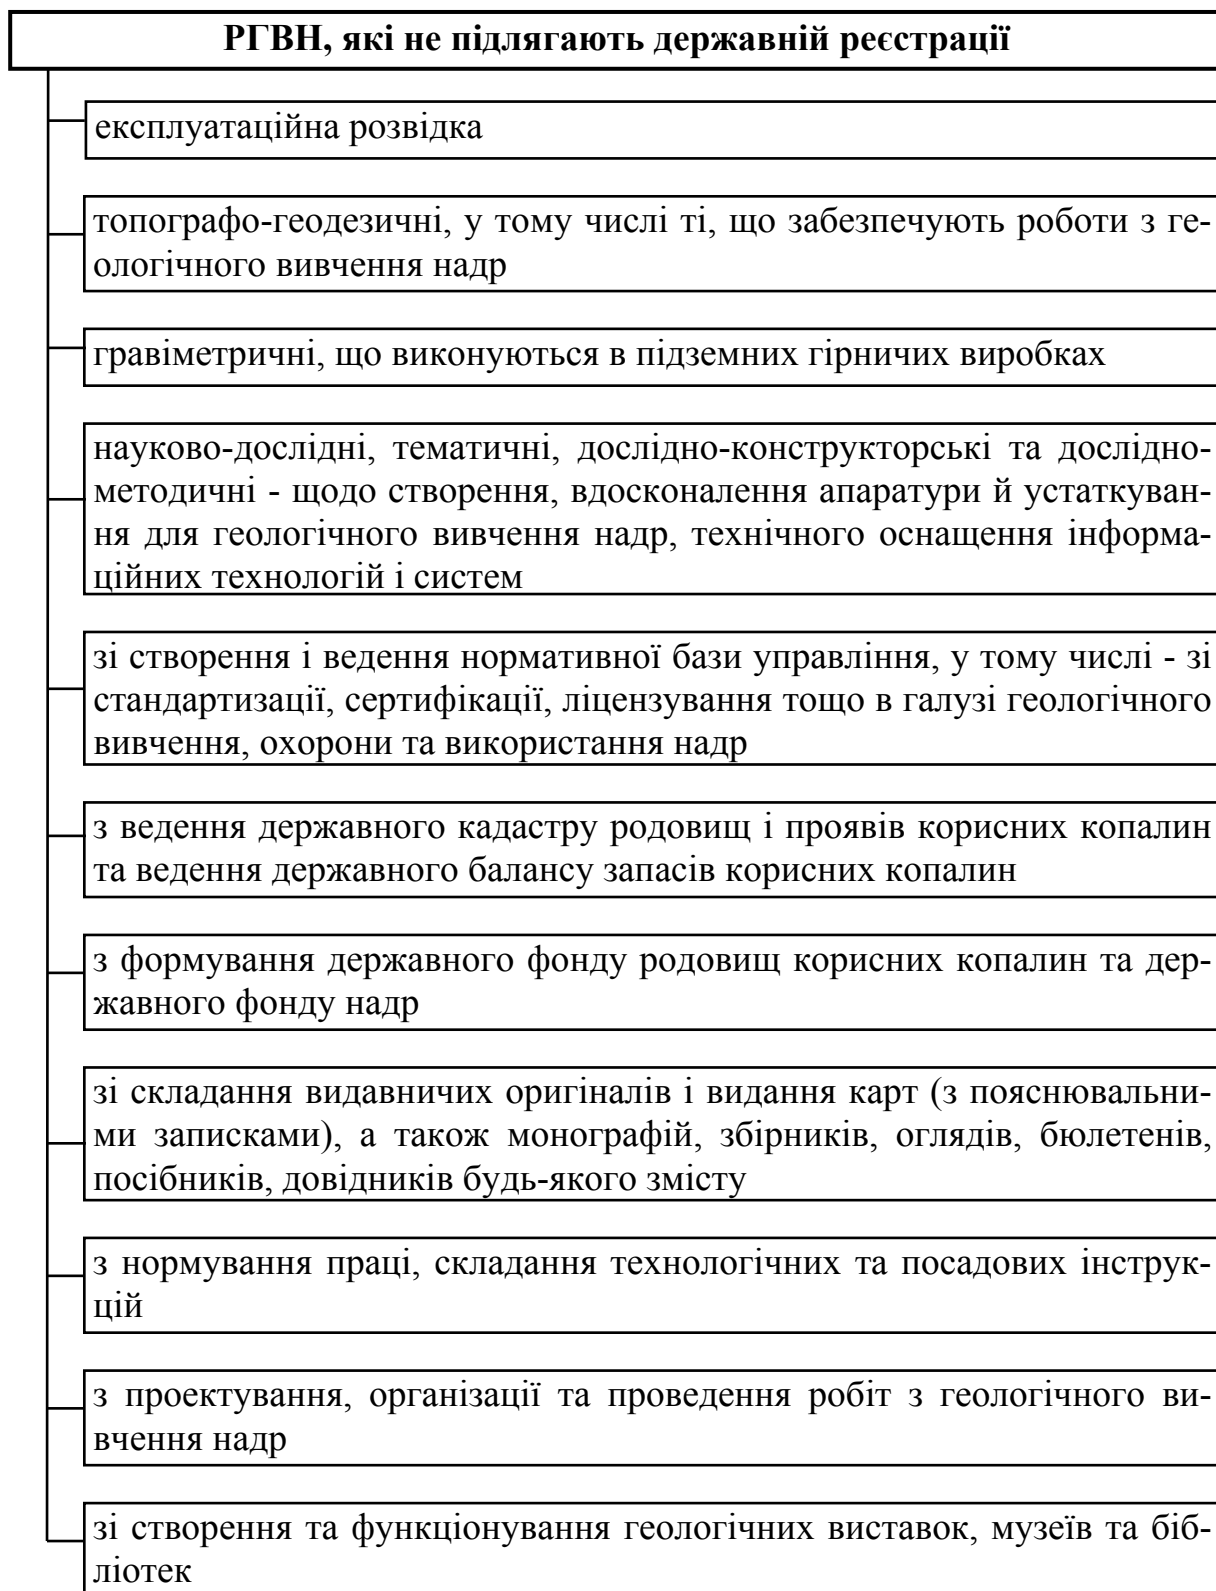 РГВН, які не підлягають державній реєстрації
експлуатаційна розвідка
топографо-геодезичні, у тому числі ті, що забезпечують роботи з ге-
ологічного вивчення надр
гравіметричні, що виконуються в підземних гірничих виробках
науково-дослідні, тематичні, дослідно-конструкторські та дослідно-
методичні - щодо створення, вдосконалення апаратури й устаткуван-
ня для геологічного вивчення надр, технічного оснащення інформа-
ційних технологій і систем
зі створення і ведення нормативної бази управління, у тому числі - зі
стандартизації, сертифікації, ліцензування тощо в галузі геологічного
вивчення, охорони та використання надр
з ведення державного кадастру родовищ і проявів корисних копалин
та ведення державного балансу запасів корисних копалин
з формування державного фонду родовищ корисних копалин та дер-
жавного фонду надр
зі складання видавничих оригіналів і видання карт (з пояснювальни-
ми записками), а також монографій, збірників, оглядів, бюлетенів,
посібників, довідників будь-якого змісту
з нормування праці, складання технологічних та посадових інструк-
цій
з проектування, організації та проведення робіт з геологічного ви-
вчення надр
зі створення та функціонування геологічних виставок, музеїв та біб-
ліотек